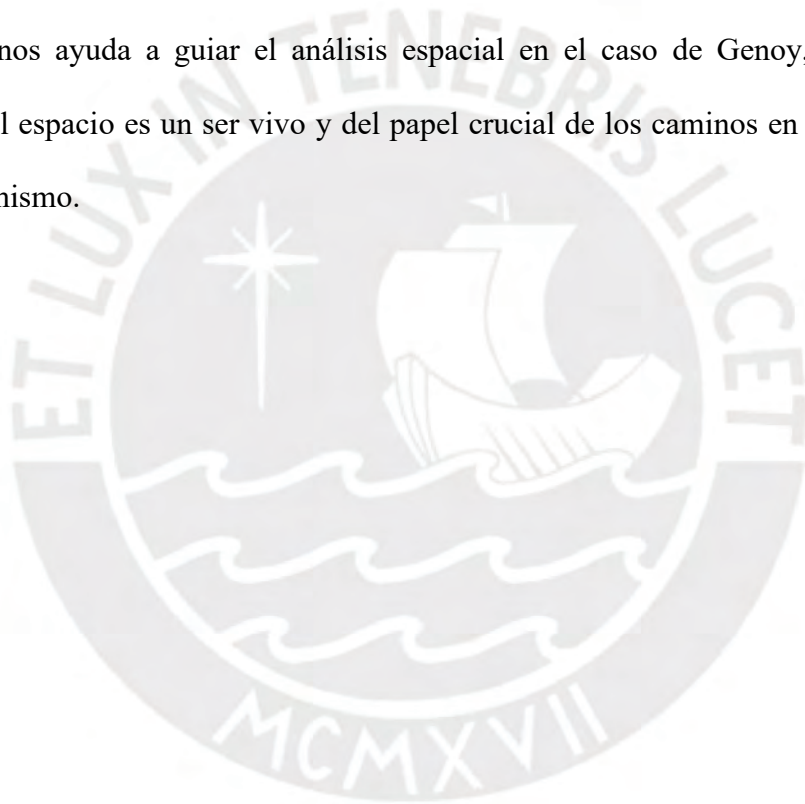 nos ayuda a guiar el análisis espacial en el caso de Genoy,
l espacio es un ser vivo y del papel crucial de los caminos en
nismo.
ET LUX IN TENEBRIS LUCET
MCMXVII